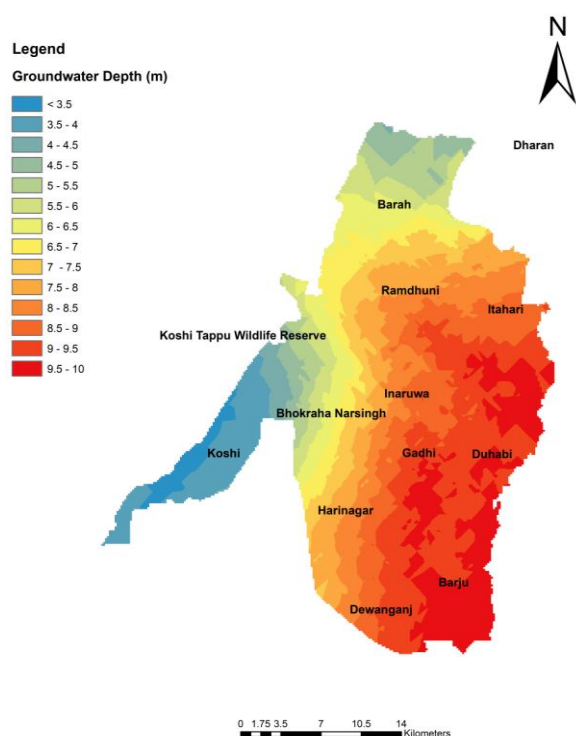 N
Legend
Groundwater Depth (m)
< 3.5
3.5 - 4
4 - 4.5
4.5 - 5
5 - 5.5
5.5 - 6
6 - 6.5
6.5 - 7
7 - 7.5
7.5 - 8
8 - 8.5
8.5 - 9
9 - 9.5
9.5 - 10
Dharan
Barah
Ramdhuni
Itahari
Koshi Tappu Wildlife Reserve
Inaruwa
Bhokraha Narsingh
Koshi
Gadhi
Duhabi
Harinagar
Barju
Dewanganj
0 1.75 3.5 7 10.5 14
Kilometers